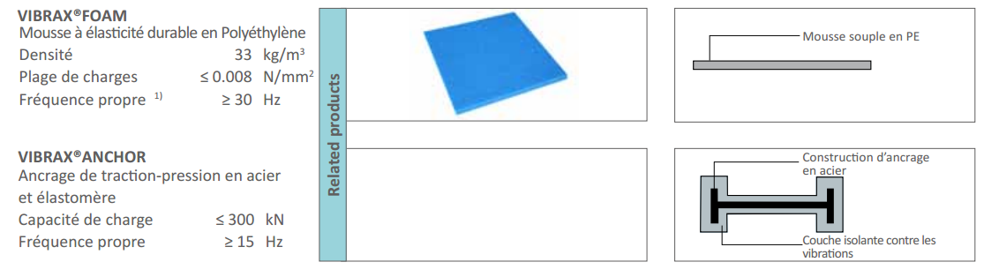 VIBRAX®FOAM
Mousse à élasticité durable en Polyéthylène
Densité 33 kg/m³
Plage de charges ≤ 0.008 N/mm²
Fréquence propre 1) ≥ 30 Hz
Related products
Mousse souple en PE
VIBRAX®ANCHOR
Ancrage de traction-pression en acier
et élastomère
Capacité de charge ≤ 300 kN
Fréquence propre ≥ 15 Hz
Construction d'ancrage
en acier
Couche isolante contre les
vibrations